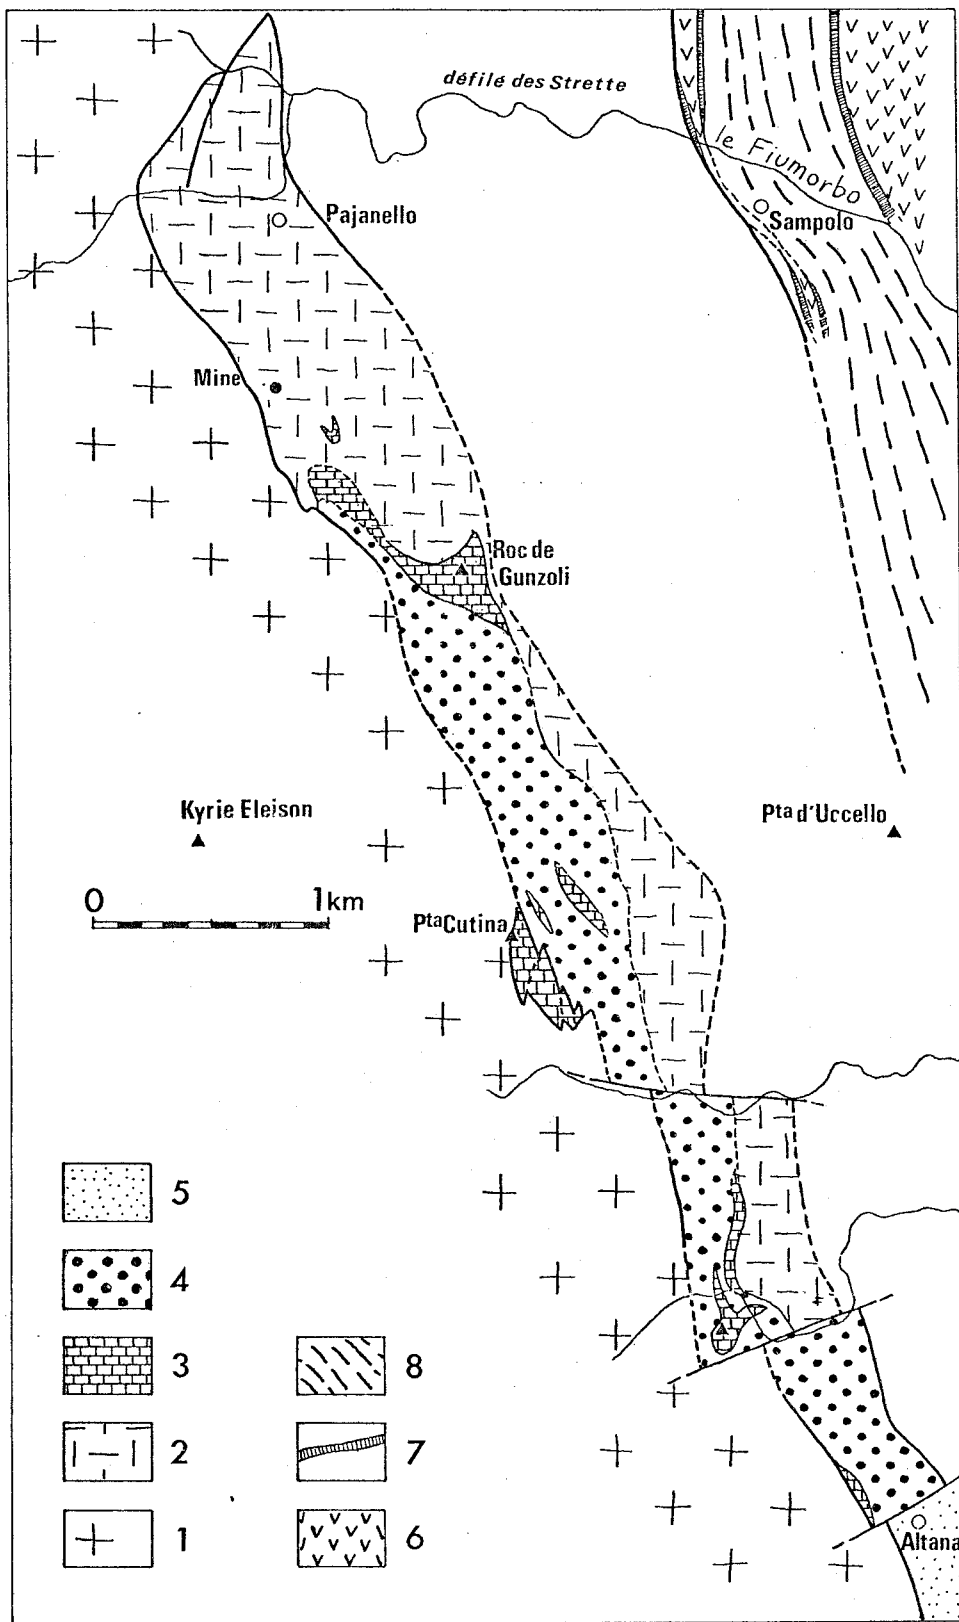 défilé des Strette
le Fiumorbo
Sampolo
Pajanello
Mine
Roc de
Gunzoli
Kyrie Eleison
Pta d'Uccello
0 1km
Pta Cutina
5
4
3
8
2
7
1
6
Altana